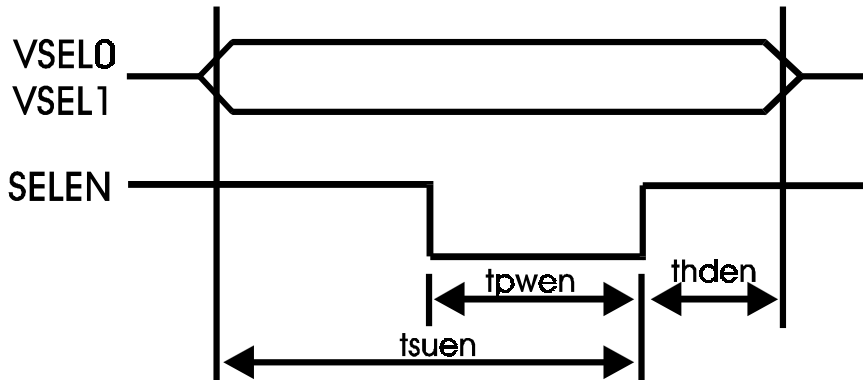 VSEL0
VSEL1
SELEN
tpwen
thden
tsuen